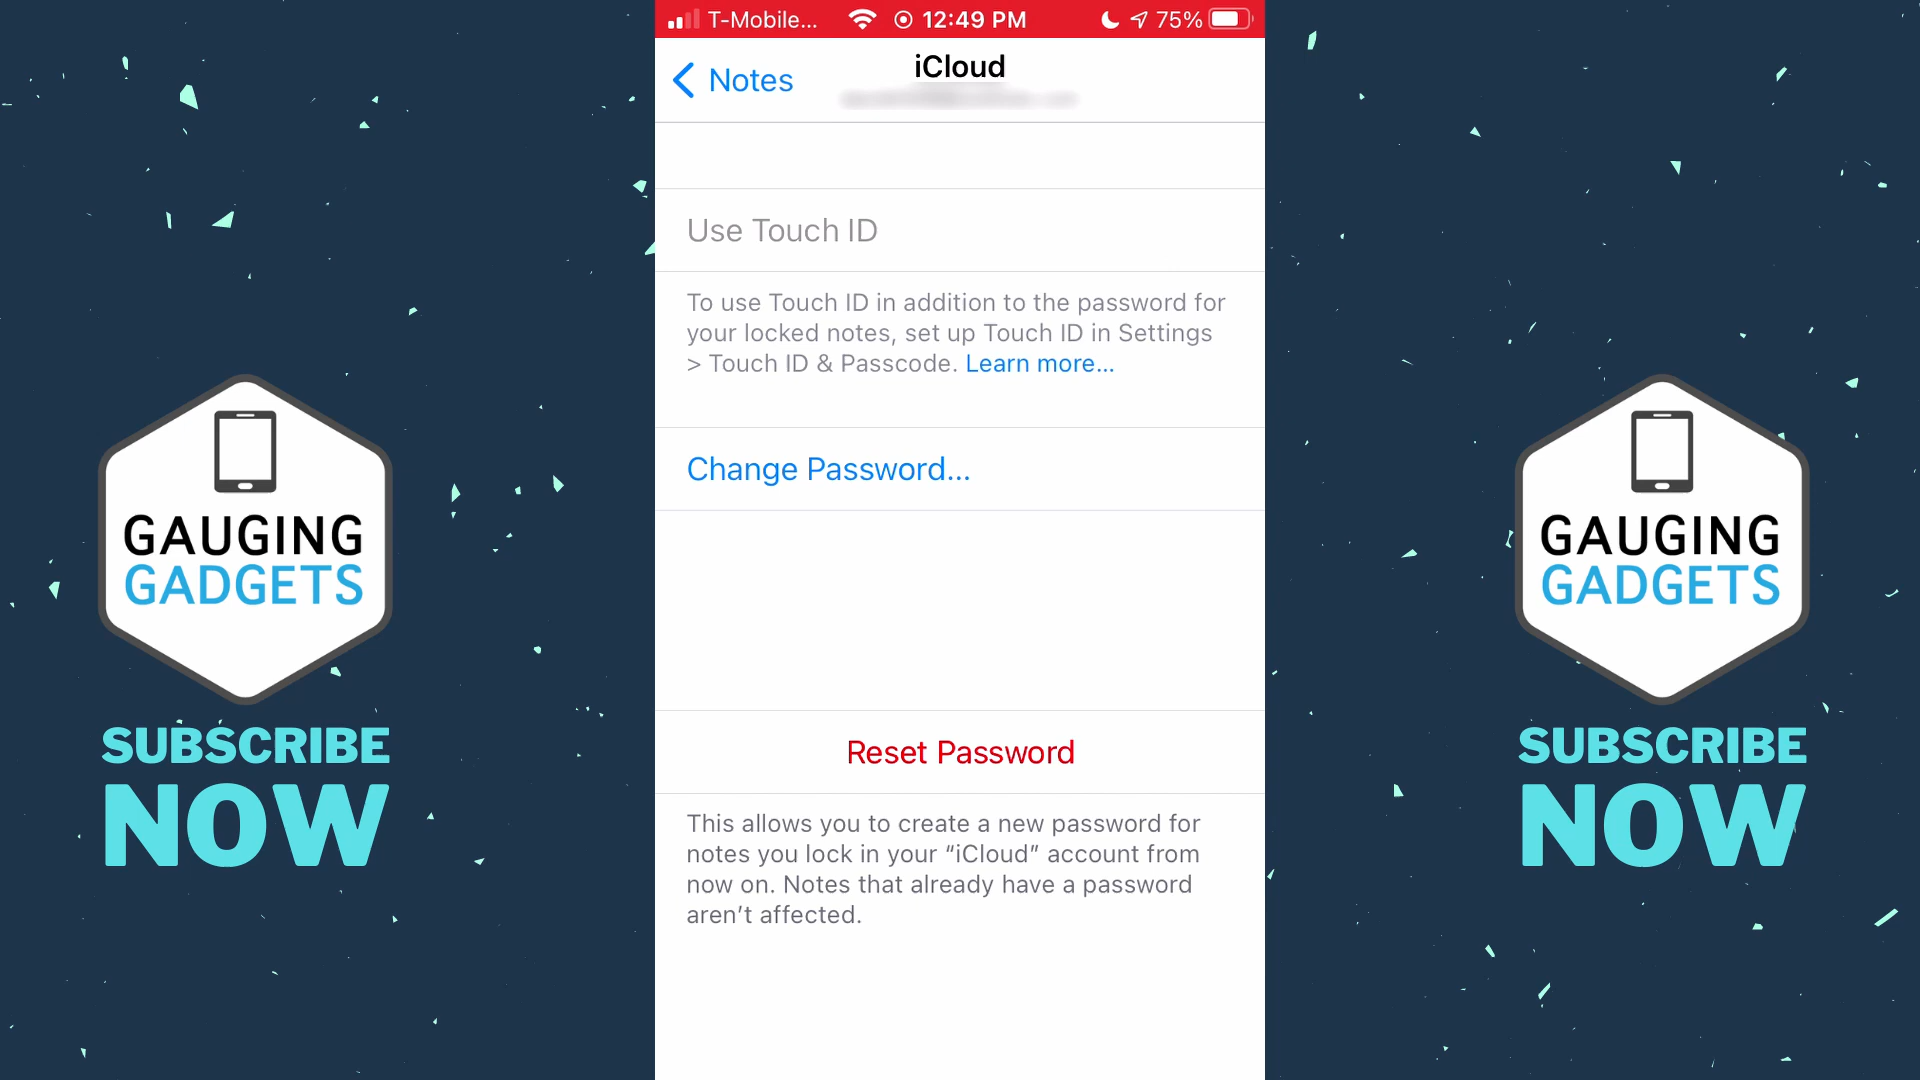 T-Mobile...
12:49 PM
75%
Notes
iCloud
Use Touch ID
To use Touch ID in addition to the password for
your locked notes, set up Touch ID in Settings
> Touch ID & Passcode. Learn more...
Change Password...
Reset Password
This allows you to create a new password for
notes you lock in your “iCloud” account from
now on. Notes that already have a password
aren’t affected.
GAUGING
GADGETS
SUBSCRIBE
NOW
GAUGING
GADGETS
SUBSCRIBE
NOW